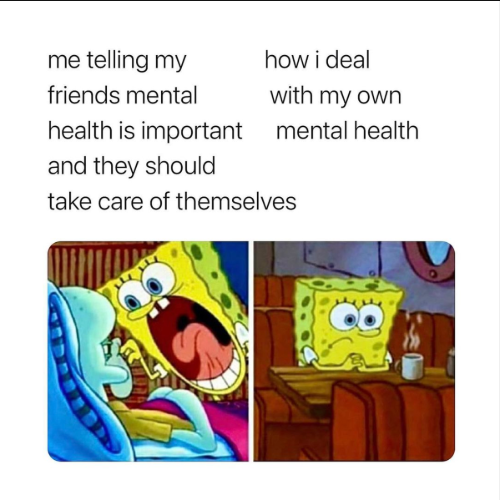 me telling my
friends mental
health is important
and they should
take care of themselves
how i deal
with my own
mental health